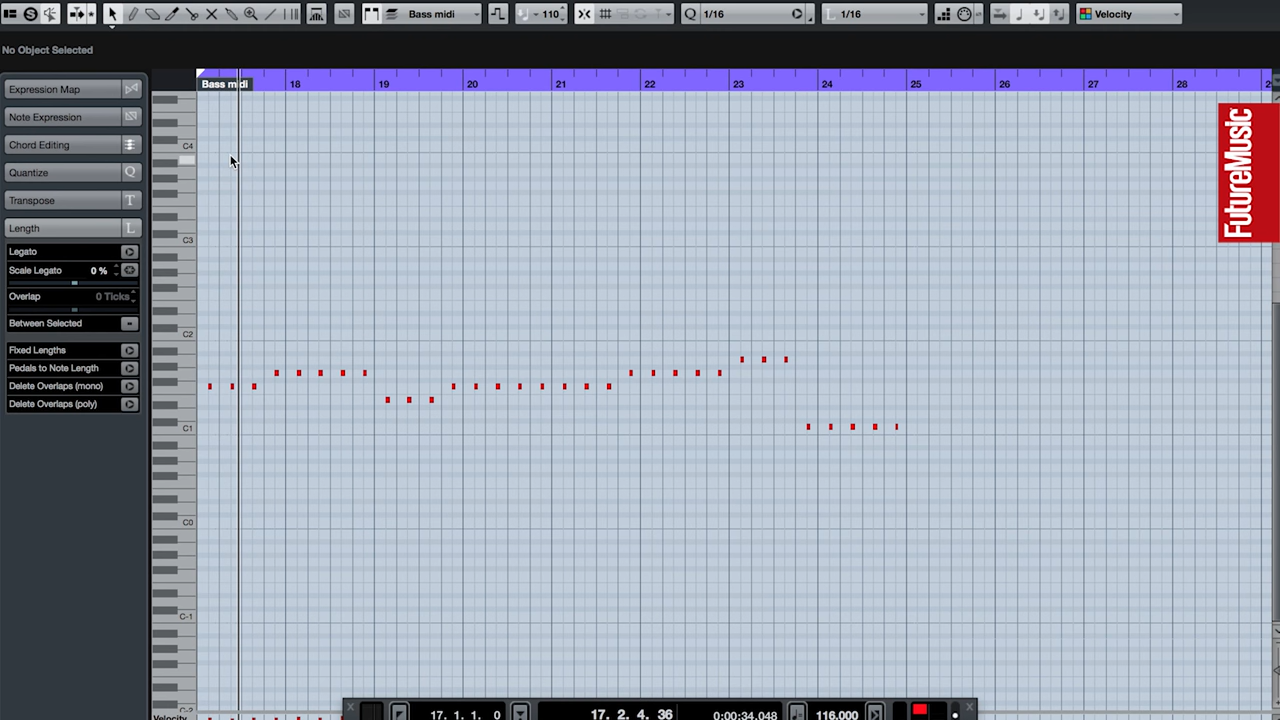 Bass midi
110
Q 1/16
L 1/16
Velocity
No Object Selected
Bass midi
18 19 20 21 22 23 24 25 26 27 28
Expression Map
Note Expression
Chord Editing
Quantize Q
Transpose T
Length L
Legato
Scale Legato 0 %
Overlap 0 Ticks
Between Selected
Fixed Lengths
Pedals to Note Length
Delete Overlaps (mono)
Delete Overlaps (poly)
C4
C3
C2
C1
C0
C-1
C-2
FutureMusic
Velocity
17. 1. 1. 0
17. 2. 4. 36
0:00:34.048
116.000